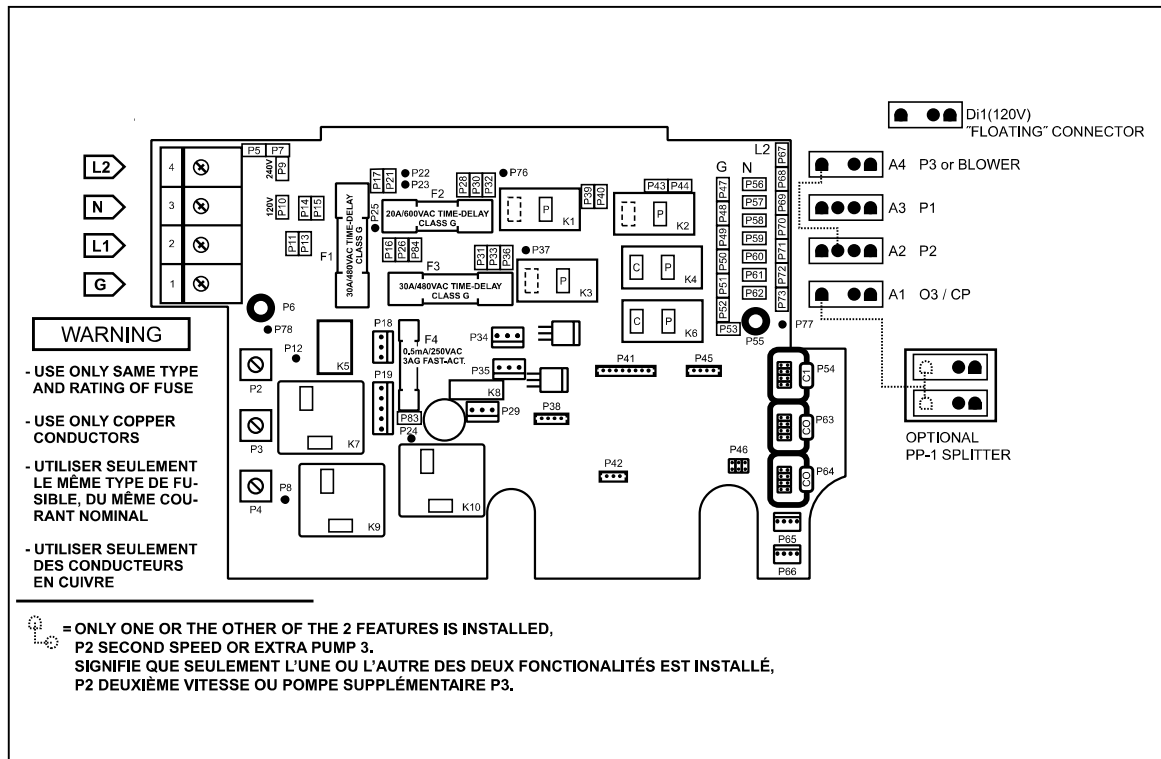 Di1(120V)
"FLOATING" CONNECTOR
L2
N
L1
G
4
3
2
1
P5
P7
240V
P9
120V
P10
P14
P15
P11
P13
F1
30A/480VAC TIME-DELAY
CLASS G
P17
P21
P22
P23
P25
F2
20A/600VAC TIME-DELAY
CLASS G
P28
P30
P32
P76
P16
P26
P84
P31
P33
P36
P37
F3
30A/480VAC TIME-DELAY
CLASS G
P
K1
P39
P40
P43
P44
P
K2
P
K3
C
P
K4
C
P
K6
G
N
L2
P47
P48
P49
P50
P51
P52
P53
P56
P57
P58
P59
P60
P61
P62
P55
P67
P68
P69
P70
P71
P72
P73
P77
A4 P3 or BLOWER
A3 P1
A2 P2
A1 O3 / CP
OPTIONAL
PP-1 SPLITTER
P6
P78
P12
P2
P3
P4
P8
K5
K7
K9
K10
P18
P19
F4
0.5mA/250VAC
3AG FAST-ACT.
P83
P24
P34
P35
K8
P29
P38
P41
P45
P42
P46
P54
C1
P63
CO
P64
CO
P65
P66
WARNING
- USE ONLY SAME TYPE
AND RATING OF FUSE
- USE ONLY COPPER
CONDUCTORS
- UTILISER SEULEMENT
LE MÊME TYPE DE FU-
SIBLE, DU MÊME COU-
RANT NOMINAL
- UTILISER SEULEMENT
DES CONDUCTEURS
EN CUIVRE
= ONLY ONE OR THE OTHER OF THE 2 FEATURES IS INSTALLED,
P2 SECOND SPEED OR EXTRA PUMP 3.
SIGNIFIE QUE SEULEMENT L'UNE OU L'AUTRE DES DEUX FONCTIONALITÉS EST INSTALLÉ,
P2 DEUXIÈME VITESSE OU POMPE SUPPLÉMENTAIRE P3.